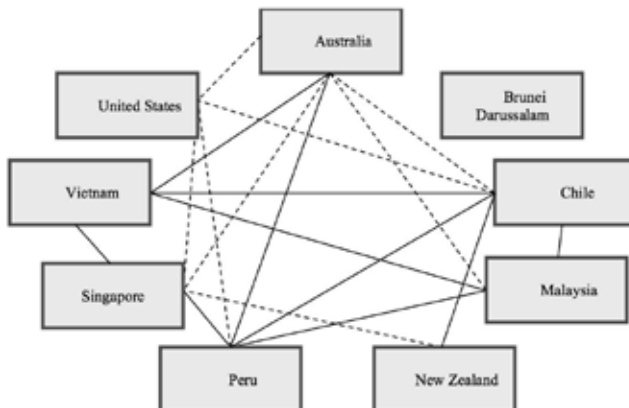 Australia
United States
Brunei
Darussalam
Vietnam
Chile
Singapore
Malaysia
Peru
New Zealand